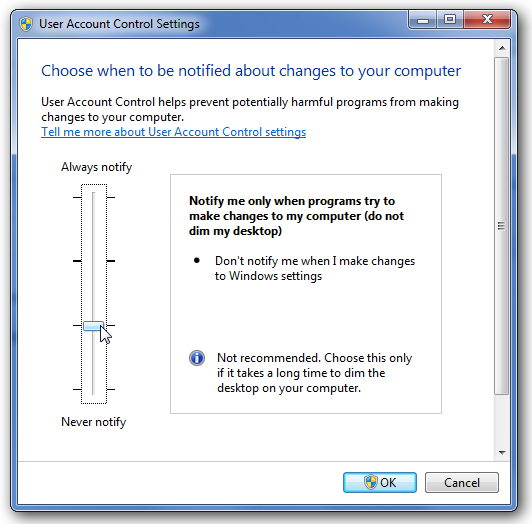 User Account Control Settings
Choose when to be notified about changes to your computer
User Account Control helps prevent potentially harmful programs from making
changes to your computer.
Tell me more about User Account Control settings
Always notify
Notify me only when programs try to
make changes to my computer (do not
dim my desktop)
• Don't notify me when I make changes
to Windows settings
Not recommended. Choose this only
if it takes a long time to dim the
desktop on your computer.
Never notify
OK
Cancel